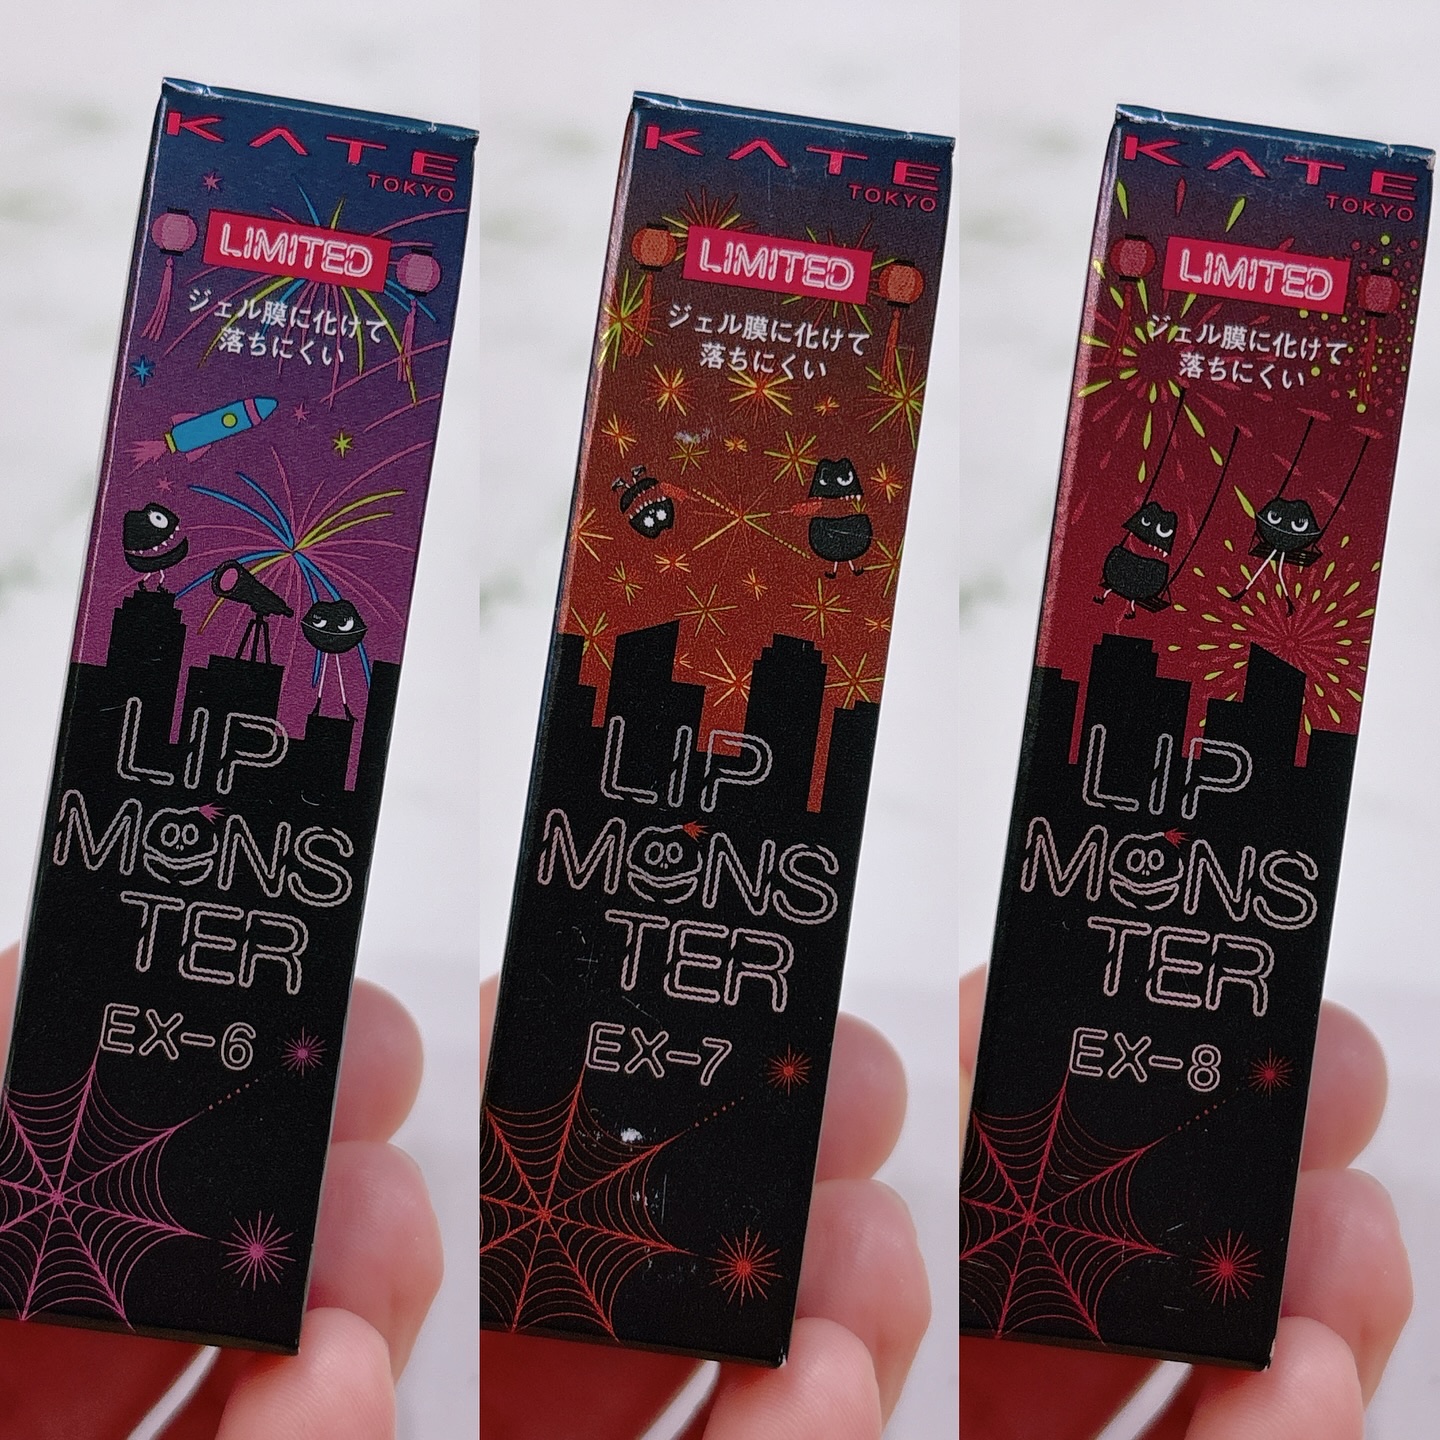 KATE
TOKYO
LIMITED
ジェル膜に化けて
落ちにくい
LIP
MONS
TER
EX-6
KATE
TOKYO
LIMITED
ジェル膜に化けて
落ちにくい
LIP
MONS
TER
EX-7
KATE
TOKYO
LIMITED
ジェル膜に化けて
落ちにくい
LIP
MONS
TER
EX-8